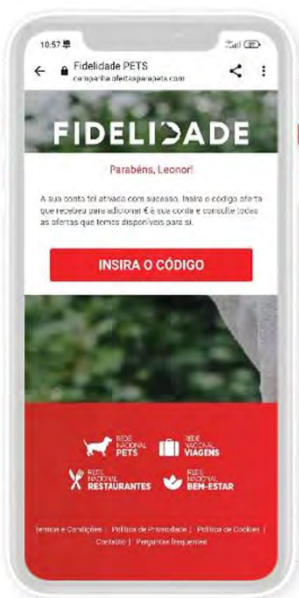 10:57
Fidelidade PETS
campanha.ofertasparapets.com
FIDELIDADE
Parabéns, Leonor!
A sua conta foi ativada com sucesso. Insira o código oferta
que recebeu para adicionar € à sua conta e consulte todas
as ofertas que temos disponíveis para si.
INSIRA O CÓDIGO
REDE
NACIONAL
PETS
REDE
NACIONAL
VIAGENS
REDE
NACIONAL
RESTAURANTES
REDE
NACIONAL
BEM-ESTAR
Termos e Condições | Política de Privacidade | Política de Cookies |
Contacto | Perguntas frequentes